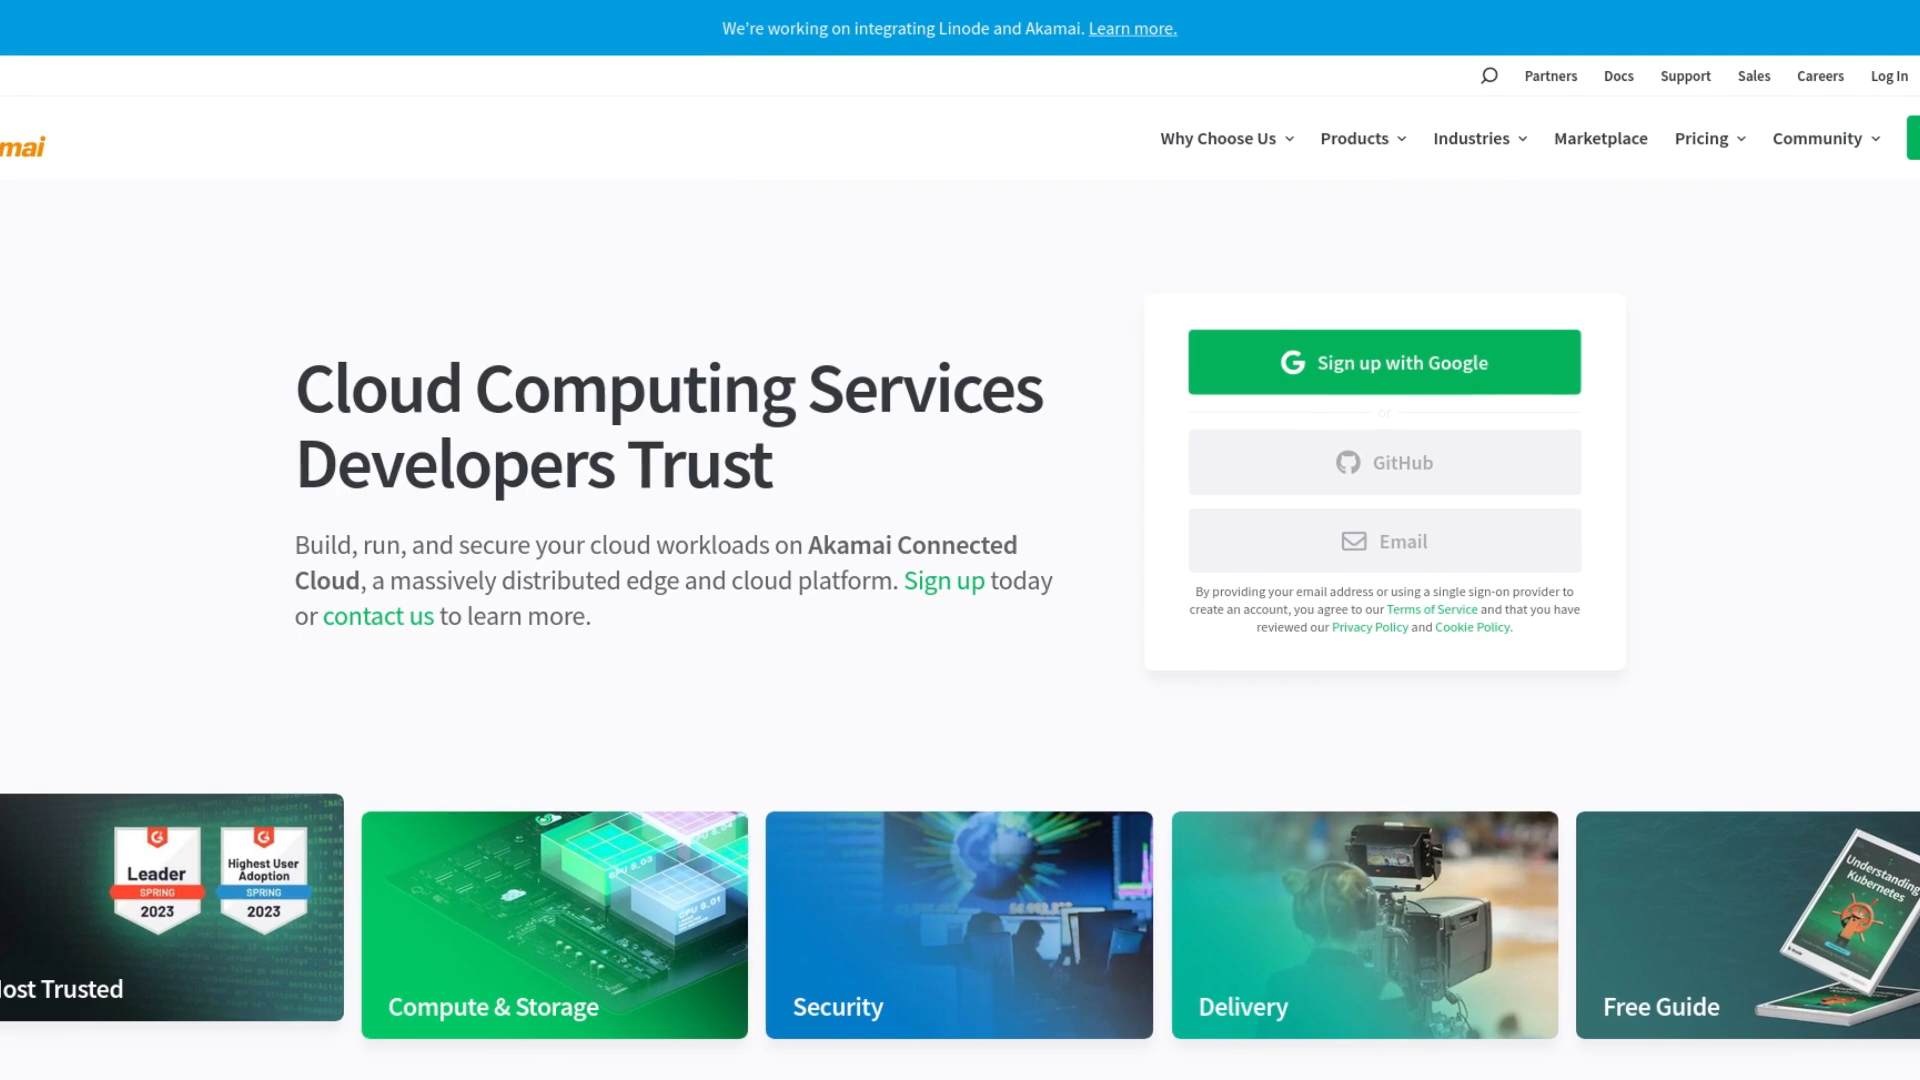 We're working on integrating Linode and Akamai. Learn more.
Partners Docs Support Sales Careers Log In
mai
Why Choose Us Products Industries Marketplace Pricing Community
Cloud Computing Services
Developers Trust
Build, run, and secure your cloud workloads on Akamai Connected
Cloud, a massively distributed edge and cloud platform. Sign up today
or contact us to learn more.
Sign up with Google
or
GitHub
Email
By providing your email address or using a single sign-on provider to
create an account, you agree to our Terms of Service and that you have
reviewed our Privacy Policy and Cookie Policy.
Leader
SPRING
2023
Highest User
Adoption
SPRING
2023
ost Trusted
Compute & Storage
Security
Delivery
Understanding
Kubernetes
Free Guide